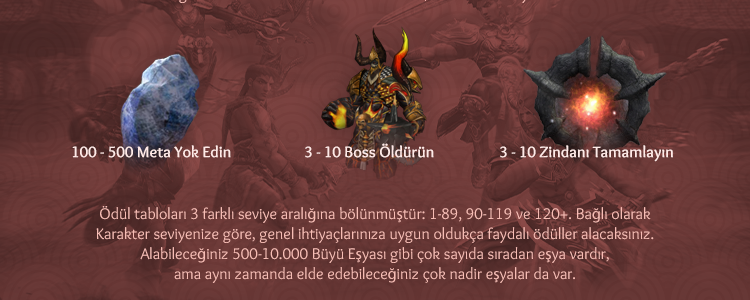 100 - 500 Meta Yok Edin
3 - 10 Boss Öldürün
3 - 10 Zindanı Tamamlayın
Ödül tabloları 3 farklı seviye aralığına bölünmüştür: 1-89, 90-119 ve 120+. Bağlı olarak
Karakter seviyenize göre, genel ihtiyaçlarınıza uygun oldukça faydalı ödüller alacaksınız.
Alabileceğiniz 500-10.000 Büyü Eşyası gibi çok sayıda sıradan eşya vardır,
ama aynı zamanda elde edebileceğiniz çok nadir eşyalar da var.